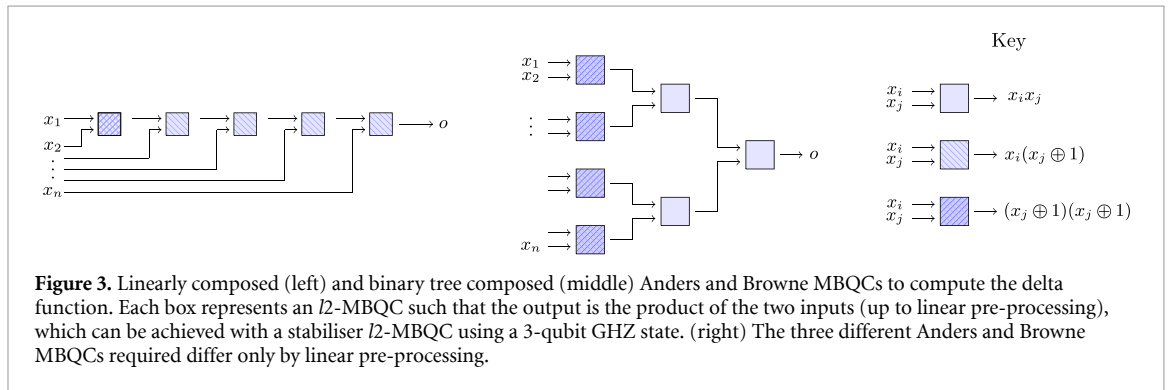 x₁
x₂
⋮
xₙ
o
x₁
x₂
⋮
xₙ
o
Key
xᵢ
xⱼ
xᵢxⱼ
xᵢ
xⱼ
xᵢ(xⱼ ⊕ 1)
xᵢ
xⱼ
(xⱼ ⊕ 1)(xⱼ ⊕ 1)
Figure 3. Linearly composed (left) and binary tree composed (middle) Anders and Browne MBQCs to compute the delta
function. Each box represents an l2-MBQC such that the output is the product of the two inputs (up to linear pre-processing),
which can be achieved with a stabiliser l2-MBQC using a 3-qubit GHZ state. (right) The three different Anders and Browne
MBQCs required differ only by linear pre-processing.